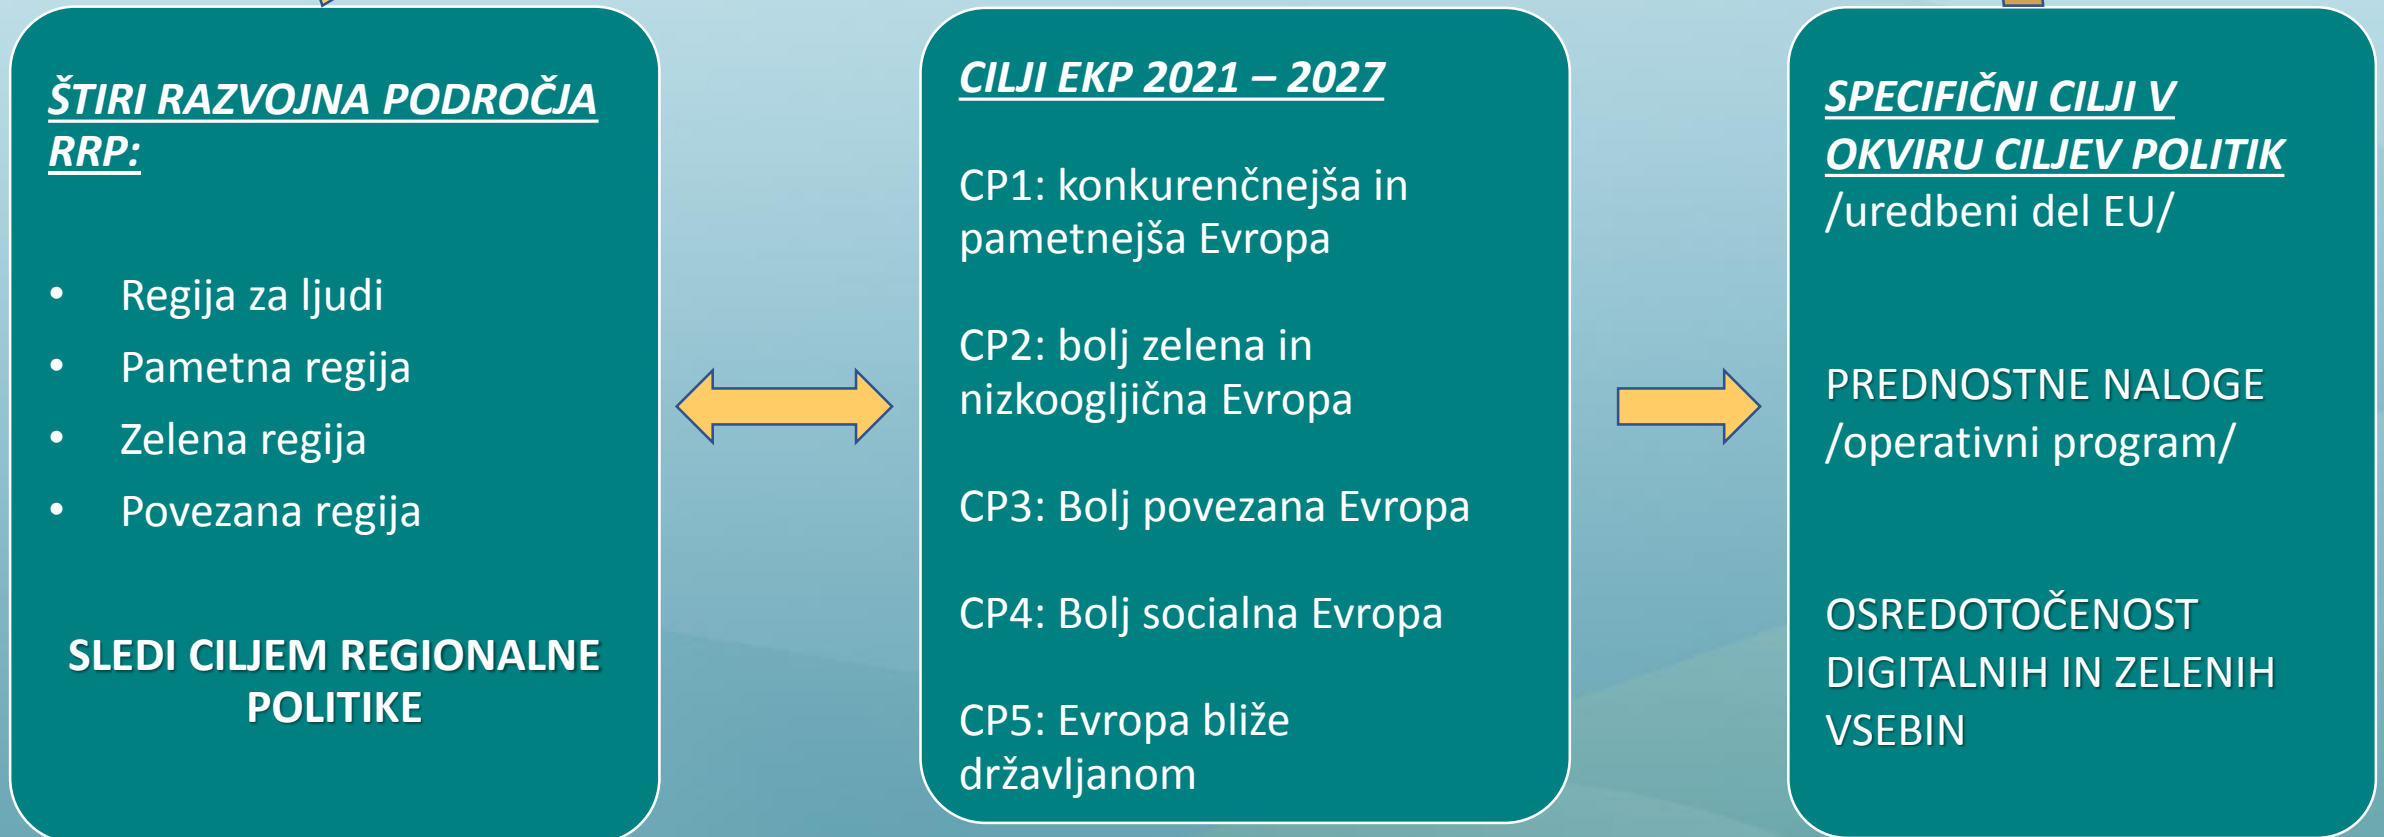 ŠTIRI RAZVOJNA PODROČJA
RRP:
• Regija za ljudi
• Pametna regija
• Zelena regija
• Povezana regija
SLEDI CILJEM REGIONALNE
POLITIKE
CILJI EKP 2021 – 2027
CP1: konkurenčnejša in
pametnejša Evropa
CP2: bolj zelena in
nizkoogljična Evropa
CP3: Bolj povezana Evropa
CP4: Bolj socialna Evropa
CP5: Evropa bliže
državljanom
SPECIFIČNI CILJI V
OKVIRU CILJEV POLITIK
/uredbeni del EU/
PREDNOSTNE NALOGE
/operativni program/
OSREDOTOČENOST
DIGITALNIH IN ZELENIH
VSEBIN